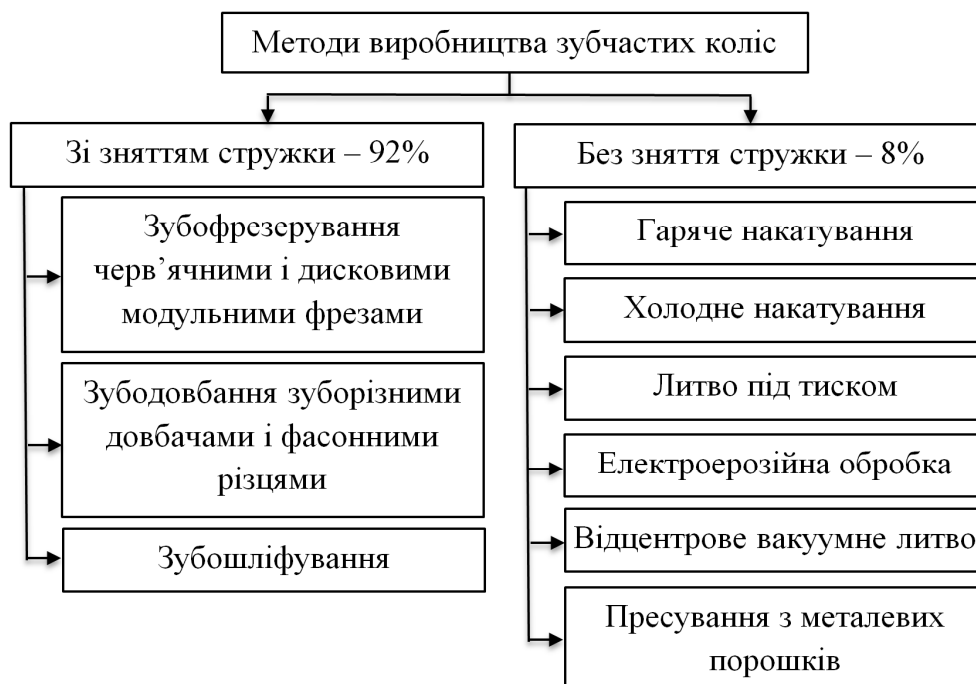 Методи виробництва зубчастих коліс
Зі зняттям стружки – 92%
Зубофрезерування
черв’ячними і дисковими
модульними фрезами
Зубодовбання зуборізними
довбачами і фасонними
різцями
Зубошліфування
Без зняття стружки – 8%
Гаряче накатування
Холодне накатування
Литво під тиском
Електроерозійна обробка
Відцентрове вакуумне литво
Пресування з металевих
порошків